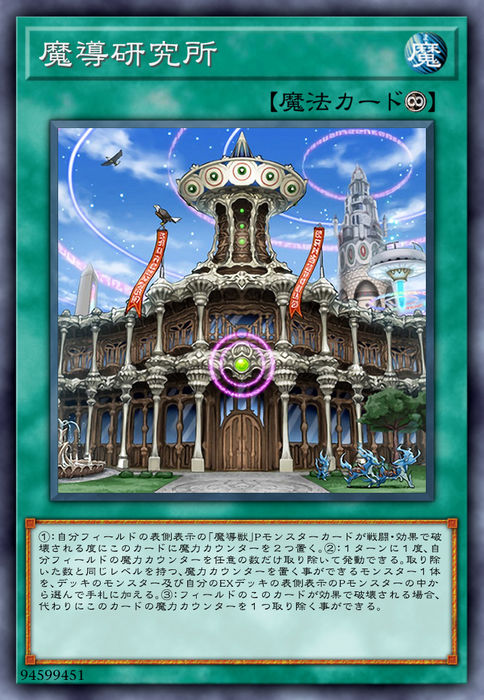 魔導研究所
魔
【魔法カード】
①:自分フィールドの表側表示の「魔導獣」Pモンスターカードが戦闘・効果で破
壊される度にこのカードに魔力カウンターを2つ置く。②:1ターンに1度、自
分フィールドの魔力カウンターを任意の数だけ取り除いて発動できる。取り除
いた数と同じレベルを持つ、魔力カウンターを置く事ができるモンスター1体
を、デッキのモンスター及び自分のEXデッキの表側表示のPモンスターの中か
ら選んで手札に加える。③:フィールドのこのカードが効果で破壊される場合、
代わりにこのカードの魔力カウンターを1つ取り除く事ができる。
94599451